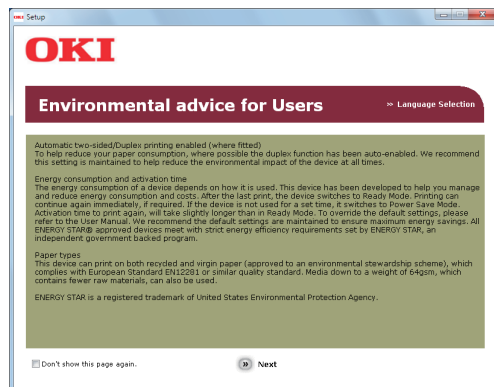 OKI Setup
OKI
Environmental advice for Users
» Language Selection
Automatic two-sided/Duplex printing enabled (where fitted)
To help reduce your paper consumption, where possible the duplex function has been auto-enabled. We recommend
this setting is maintained to help reduce the environmental impact of the device at all times.
Energy consumption and activation time
The energy consumption of a device depends on how it is used. This device has been developed to help you manage
and reduce energy consumption and costs. After the last print, the device switches to Ready Mode. Printing can
continue again immediately, if required. If the device is not used for a set time, it switches to Power Save Mode.
Activation time to print again, will take slightly longer than in Ready Mode. To override the default settings, please
refer to the User Manual. We recommend the default settings are maintained to ensure maximum energy savings. All
ENERGY STAR® approved devices meet with strict energy efficiency requirements set by ENERGY STAR, an
independent government backed program.
Paper types
This device can print on both recycled and virgin paper (approved to an environmental stewardship scheme), which
complies with European Standard EN12281 or similar quality standard. Media down to a weight of 64gsm, which
contains fewer raw materials, can also be used.
ENERGY STAR is a registered trademark of United States Environmental Protection Agency.
Don't show this page again.
» Next